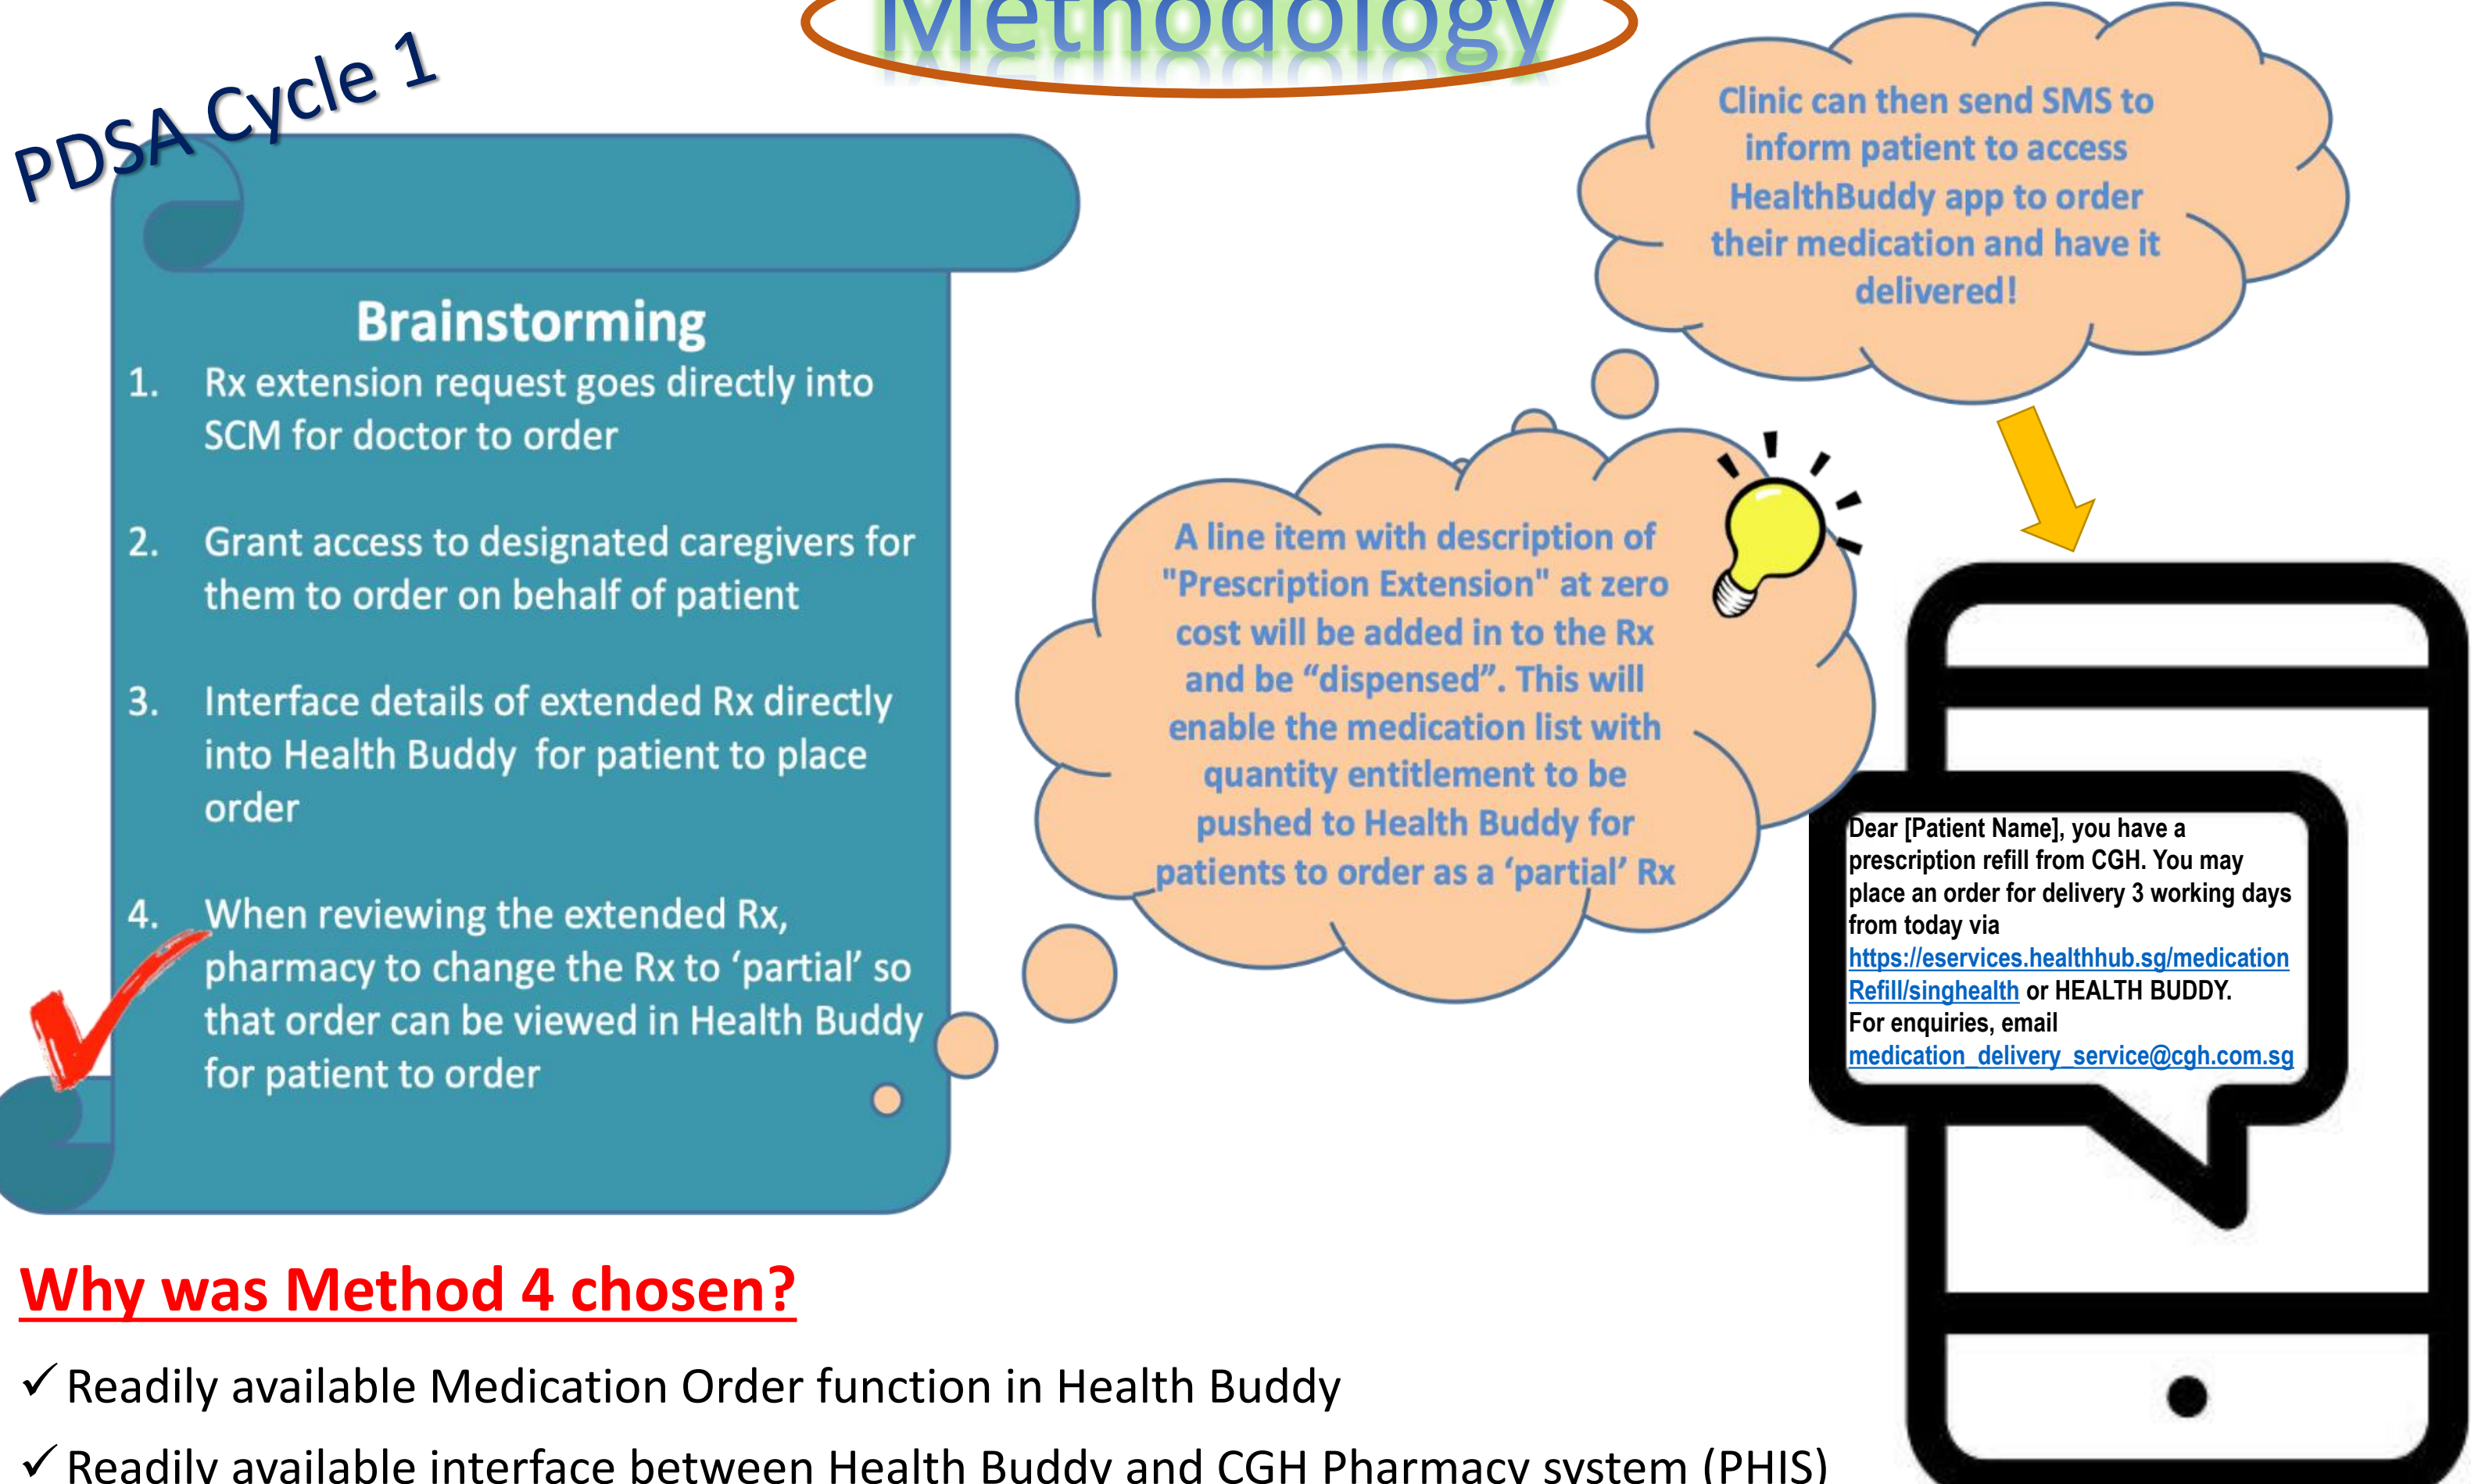 Methodology
PDSA Cycle 1
Brainstorming
1. Rx extension request goes directly into
SCM for doctor to order
2. Grant access to designated caregivers for
them to order on behalf of patient
3. Interface details of extended Rx directly
into Health Buddy for patient to place
order
4. When reviewing the extended Rx,
pharmacy to change the Rx to ‘partial’ so
that order can be viewed in Health Buddy
for patient to order
A line item with description of
"Prescription Extension" at zero
cost will be added in to the Rx
and be “dispensed”. This will
enable the medication list with
quantity entitlement to be
pushed to Health Buddy for
patients to order as a ‘partial’ Rx
Clinic can then send SMS to
inform patient to access
HealthBuddy app to order
their medication and have it
delivered!
Dear [Patient Name], you have a
prescription refill from CGH. You may
place an order for delivery 3 working days
from today via
https://eservices.healthhub.sg/medication
Refill/singhealth or HEALTH BUDDY.
For enquiries, email
medication_delivery_service@cgh.com.sg
Why was Method 4 chosen?
✓ Readily available Medication Order function in Health Buddy
✓ Readily available interface between Health Buddy and CGH Pharmacy system (PHIS)